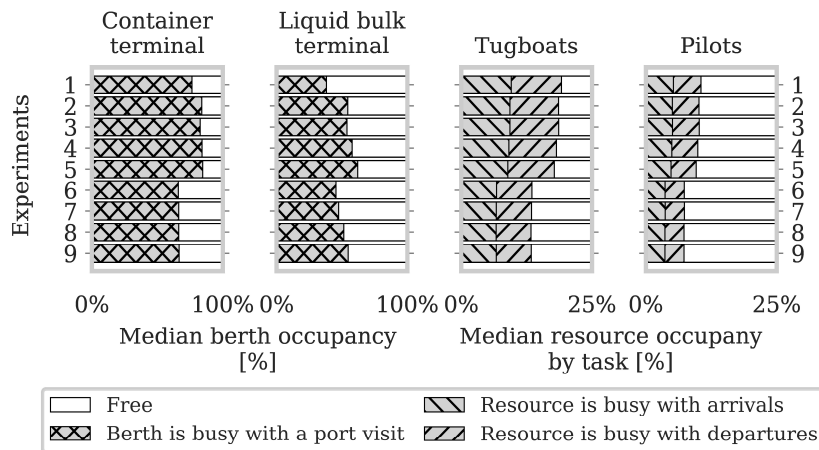 Container terminal
Liquid bulk terminal
Tugboats
Pilots
Experiments
1 1
2 2
3 3
4 4
5 5
6 6
7 7
8 8
9 9
0% 100% 0% 100% 0% 25% 0% 25%
Median berth occupancy
[%]
Median resource occupany
by task [%]
Free
Berth is busy with a port visit
Resource is busy with arrivals
Resource is busy with departures